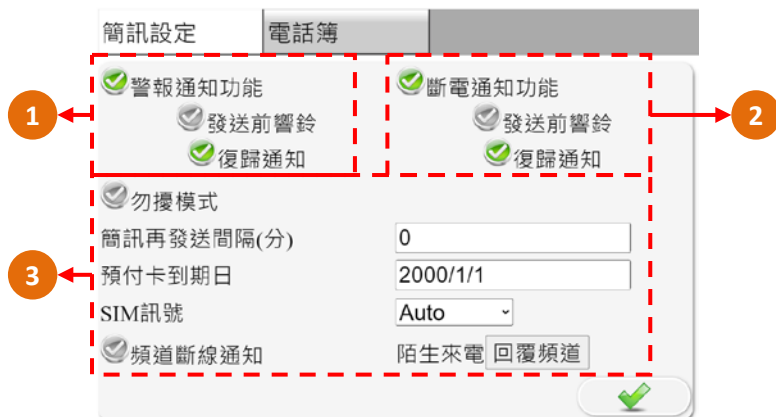 簡訊設定 電話簿
警報通知功能 斷電通知功能
1 2
發送前響鈴 發送前響鈴
復歸通知 復歸通知
勿擾模式
簡訊再發送間隔(分) 0
3 預付卡到期日 2000/1/1
SIM訊號 Auto
頻道斷線通知 陌生來電 回覆頻道